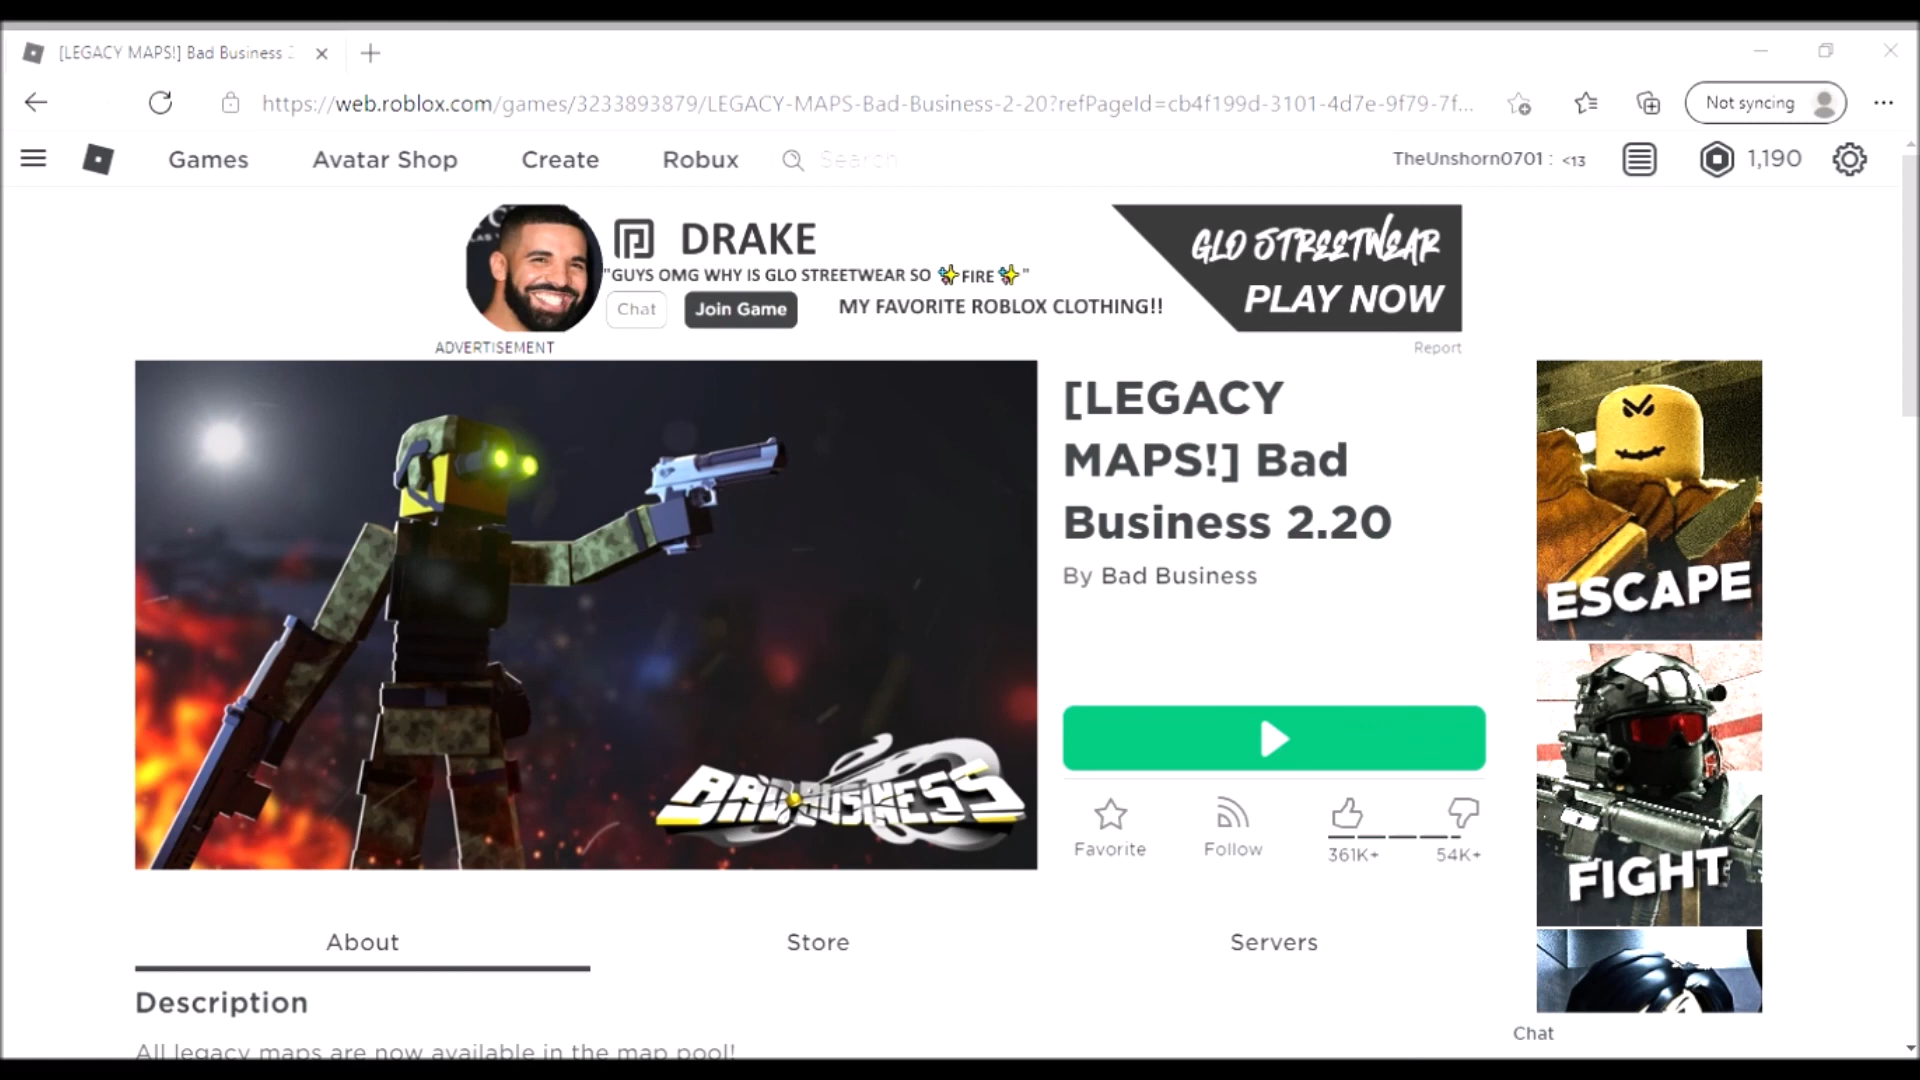 [LEGACY MAPS!] Bad Business 2
https://web.roblox.com/games/3233893879/LEGACY-MAPS-Bad-Business-2-20?refPageId=cb4f199d-3101-4d7e-9f79-7f...
Not syncing
Games Avatar Shop Create Robux Search TheUnshorn0701 : <13 1,190
DRAKE
"GUYS OMG WHY IS GLO STREETWEAR SO ✨FIRE✨"
Chat Join Game MY FAVORITE ROBLOX CLOTHING!!
GLO STREETWEAR
PLAY NOW
ADVERTISEMENT Report
[LEGACY
MAPS!] Bad
Business 2.20
By Bad Business
BAD BUSINESS
Favorite Follow 361K+ 54K+
ESCAPE
FIGHT
About Store Servers
Description
All legacy maps are now available in the map pool!
Chat